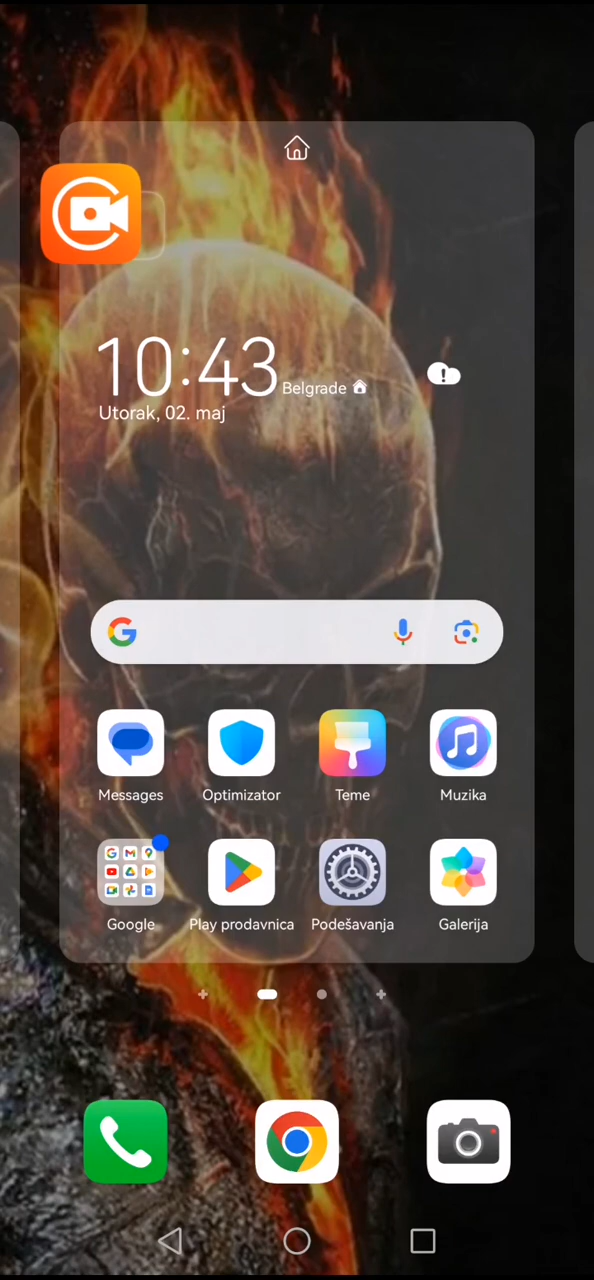 10:43 Belgrade
Utorak, 02. maj
Messages Optimizator Teme Muzika
Google Play prodavnica Podešavanja Galerija